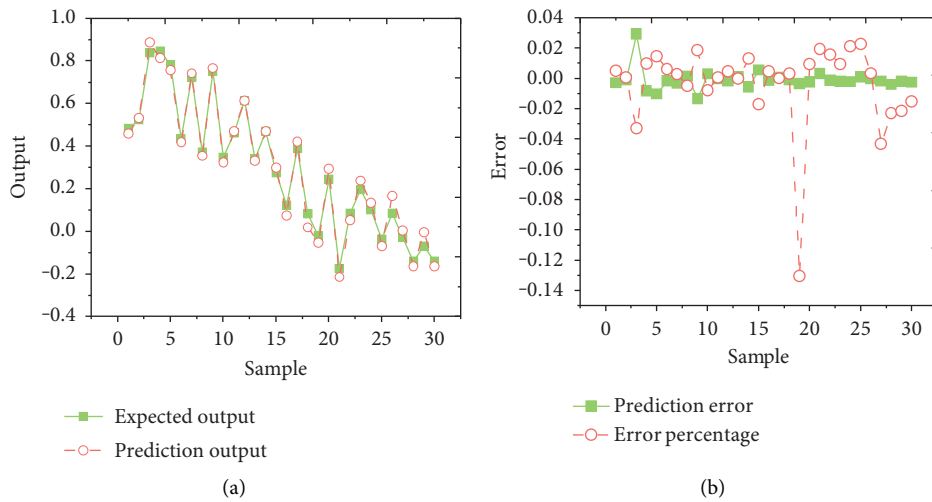 1.0
0.8
0.6
0.4
0.2
0.0
-0.2
-0.4
Output
0 5 10 15 20 25 30
Sample
Expected output
Prediction output
(a)
0.04
0.02
0.00
-0.02
-0.04
-0.06
-0.08
-0.10
-0.12
-0.14
Error
0 5 10 15 20 25 30
Sample
Prediction error
Error percentage
(b)